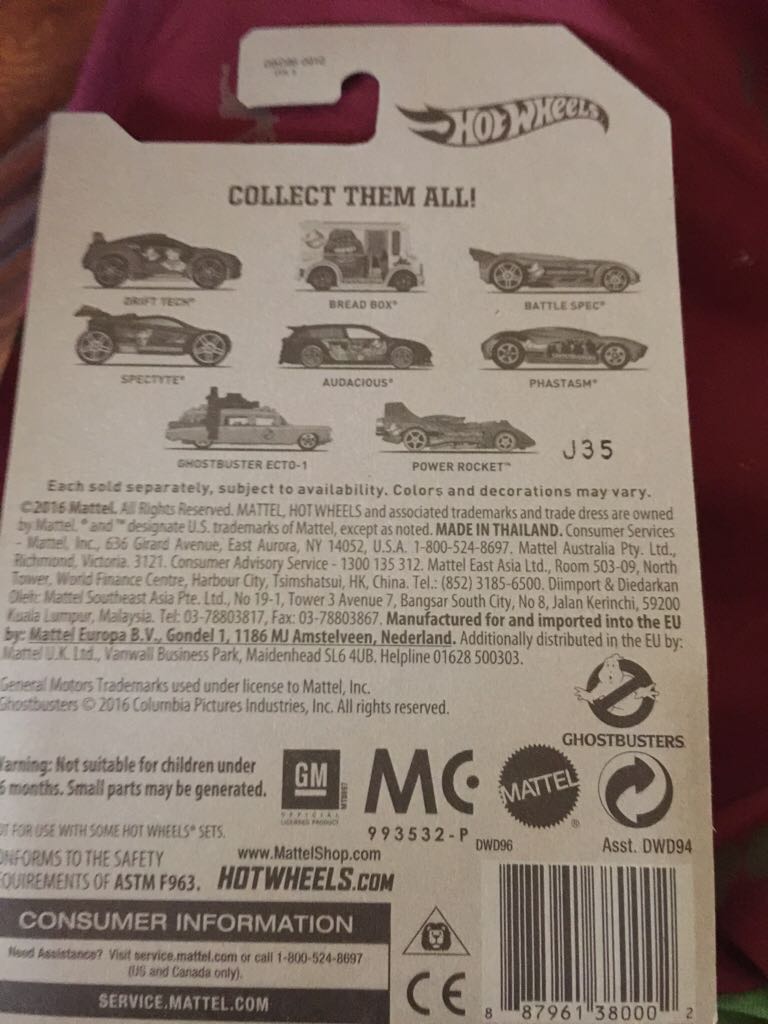 HOT WHEELS
COLLECT THEM ALL!
DRIFT TECH® BREAD BOX® BATTLE SPEC®
SPECTYTE® AUDACIOUS® PHASTASM®
GHOSTBUSTER ECTO-1 POWER ROCKET™ J35
Each sold separately, subject to availability. Colors and decorations may vary.
©2016 Mattel. All Rights Reserved. MATTEL, HOT WHEELS and associated trademarks and trade dress are owned
by Mattel. ® and ™ designate U.S. trademarks of Mattel, except as noted. MADE IN THAILAND. Consumer Services
- Mattel, Inc., 636 Girard Avenue, East Aurora, NY 14052, U.S.A. 1-800-524-8697. Mattel Australia Pty. Ltd.,
Richmond, Victoria. 3121. Consumer Advisory Service - 1300 135 312. Mattel East Asia Ltd., Room 503-09, North
Tower, World Finance Centre, Harbour City, Tsimshatsui, HK, China. Tel.: (852) 3185-6500. Diimport & Diedarkan
Oleh: Mattel Southeast Asia Pte. Ltd., No 19-1, Tower 3 Avenue 7, Bangsar South City, No 8, Jalan Kerinchi, 59200
Kuala Lumpur, Malaysia. Tel: 03-78803817, Fax: 03-78803867. Manufactured for and imported into the EU
by: Mattel Europa B.V., Gondel 1, 1186 MJ Amstelveen, Nederland. Additionally distributed in the EU by:
Mattel U.K. Ltd., Vanwall Business Park, Maidenhead SL6 4UB. Helpline 01628 500303.
General Motors Trademarks used under license to Mattel, Inc.
Ghostbusters © 2016 Columbia Pictures Industries, Inc. All rights reserved.
GHOSTBUSTERS
Warning: Not suitable for children under
6 months. Small parts may be generated.
GM
OFFICIAL
LICENSED PRODUCT
MC
993532-P
MATTEL®
DWD96
Asst. DWD94
FOR USE WITH SOME HOT WHEELS® SETS.
CONFORMS TO THE SAFETY
REQUIREMENTS OF ASTM F963.
www.MattelShop.com
HOTWHEELS.COM
CONSUMER INFORMATION
Need Assistance? Visit service.mattel.com or call 1-800-524-8697
(US and Canada only).
SERVICE.MATTEL.COM
CE
8 87961 38000 2